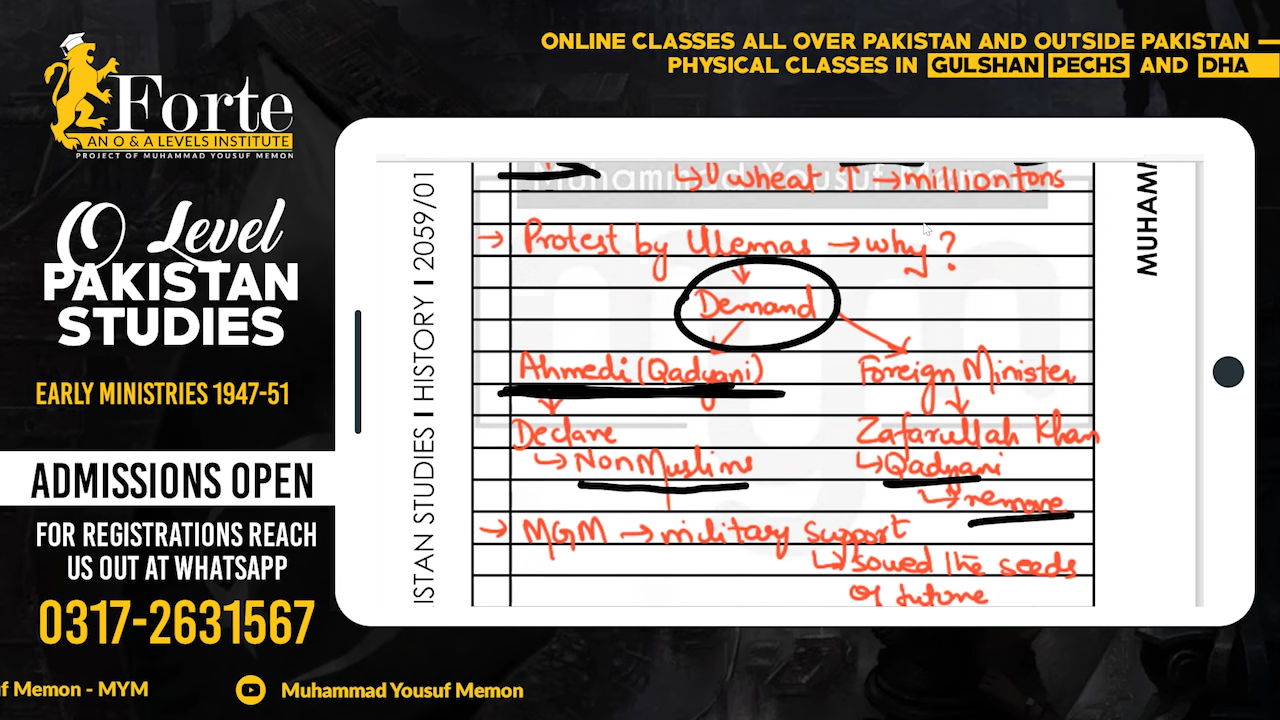 Forte
AN O & A LEVELS INSTITUTE
PROJECT OF MUHAMMAD YOUSUF MEMON
O Level
PAKISTAN
STUDIES
EARLY MINISTRIES 1947-51
ADMISSIONS OPEN
FOR REGISTRATIONS REACH
US OUT AT WHATSAPP
0317-2631567
f Memon - MYM
Muhammad Yousuf Memon
ONLINE CLASSES ALL OVER PAKISTAN AND OUTSIDE PAKISTAN
PHYSICAL CLASSES IN GULSHAN PECHS AND DHA
ISTAN STUDIES I HISTORY I 2059/01
Muhammad Yousuf
↳ wheat ↑ → million tons
→ Protest by Ulemas → why?
Demand
Ahmedi (Qadyani) Foreign Minister
Declare Zafarullah Khan
↳ Non Muslims ↳ Qadyani
↳ remove
→ MGM → military support
↳ sowed the seeds
of future
MUHAMMA